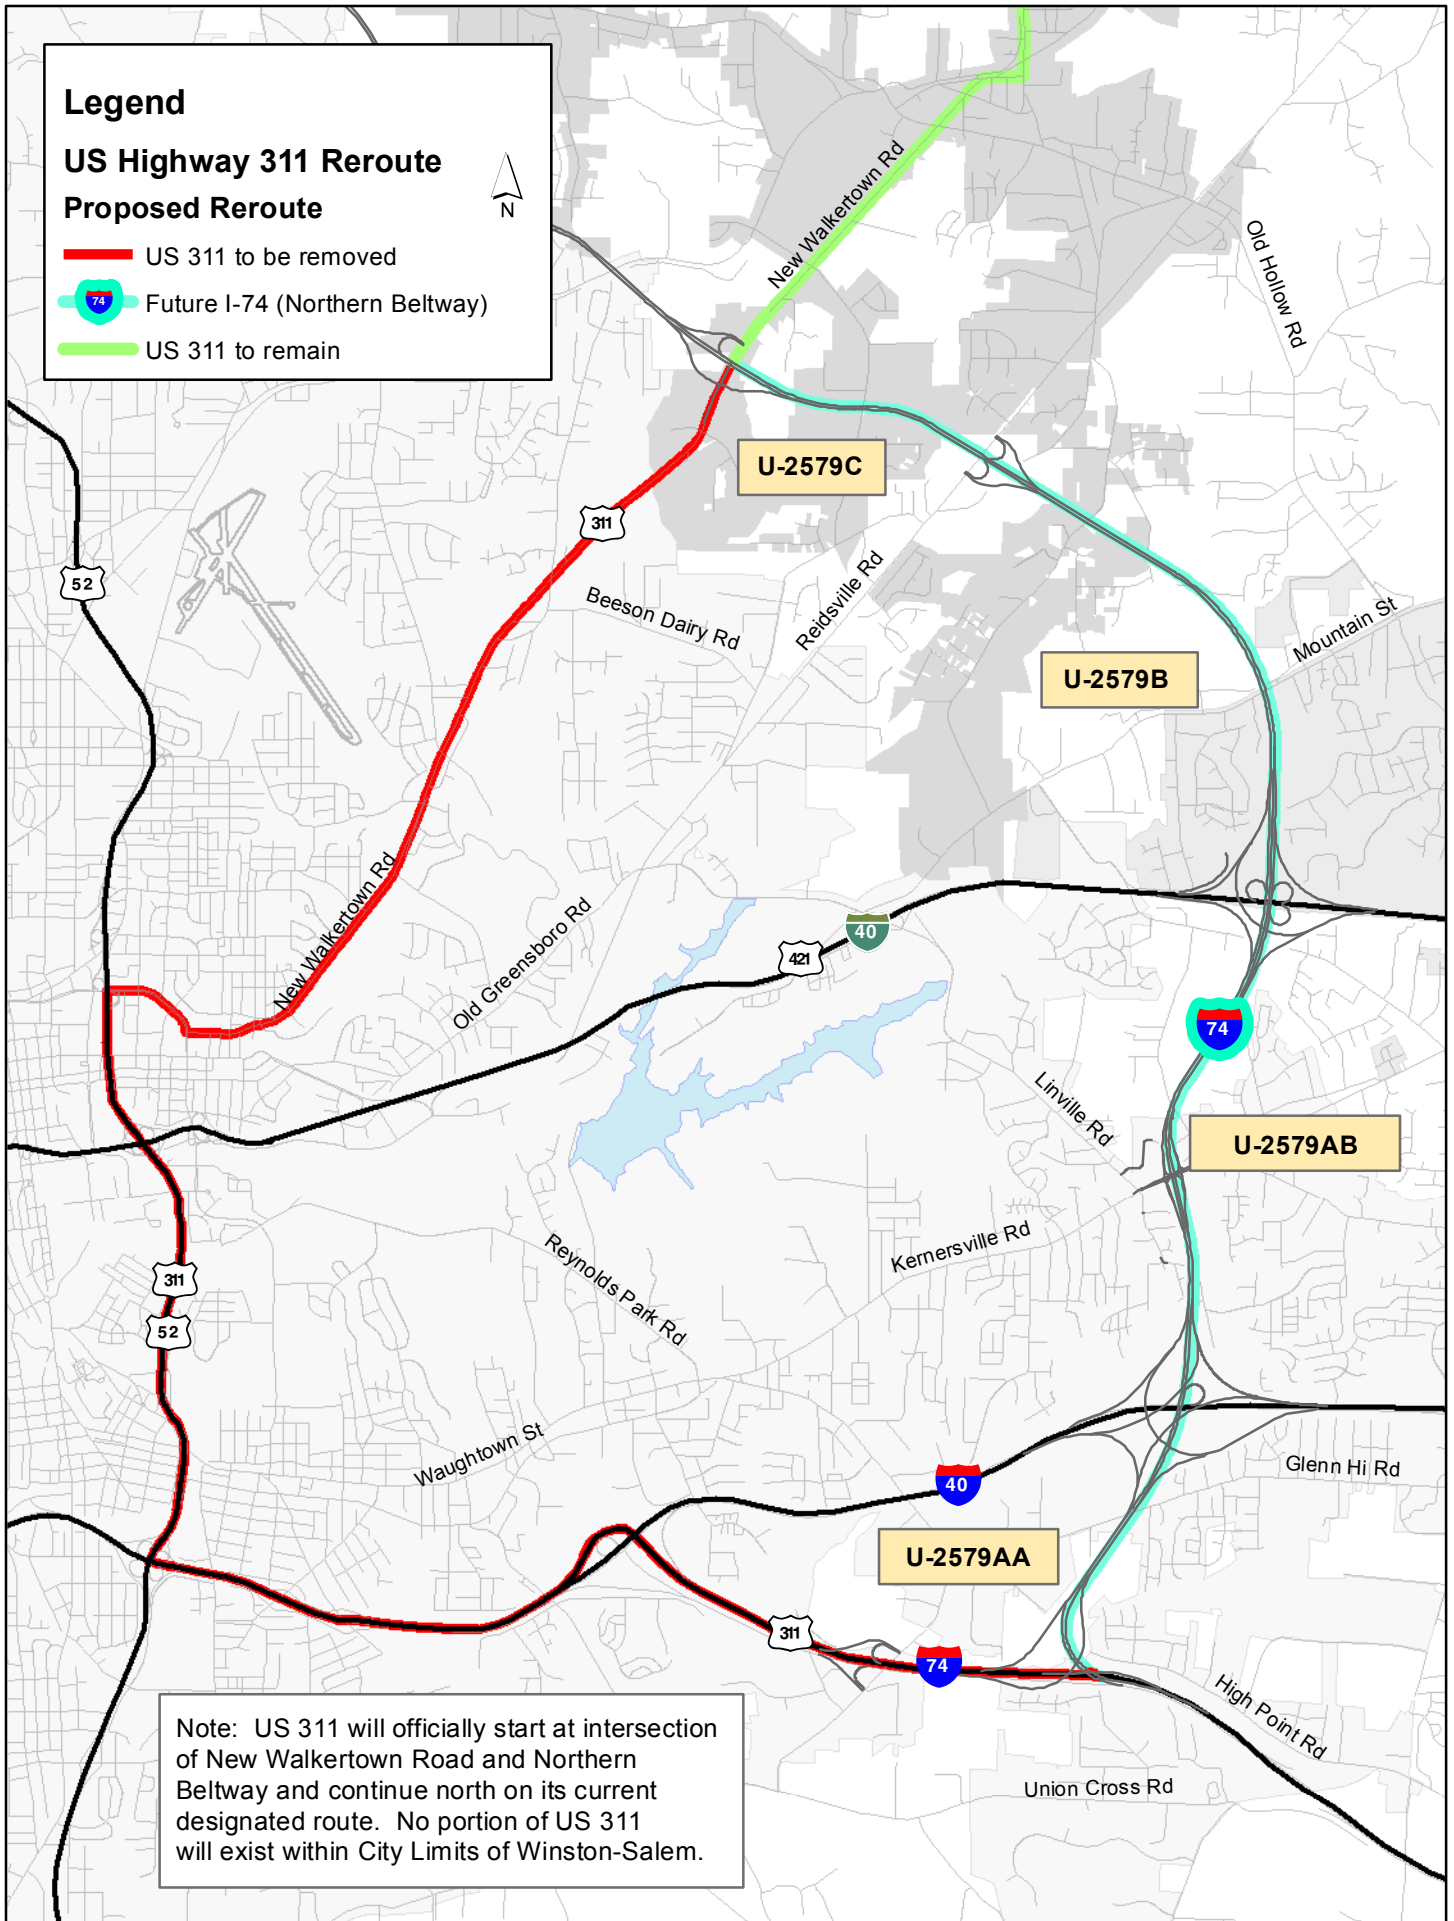 Legend
US Highway 311 Reroute
Proposed Reroute
N
US 311 to be removed
74
Future I-74 (Northern Beltway)
US 311 to remain
New Walkertown Rd
Old Hollow Rd
U-2579C
311
52
Beeson Dairy Rd
Reidsville Rd
Mountain St
U-2579B
New Walkertown Rd
Old Greensboro Rd
421
40
74
Linville Rd
U-2579AB
Kernersville Rd
Reynolds Park Rd
311
52
Waughtown St
Glenn Hi Rd
40
U-2579AA
311
74
High Point Rd
Union Cross Rd
Note:  US 311 will officially start at intersection
of New Walkertown Road and Northern
Beltway and continue north on its current
designated route.  No portion of US 311
will exist within City Limits of Winston-Salem.